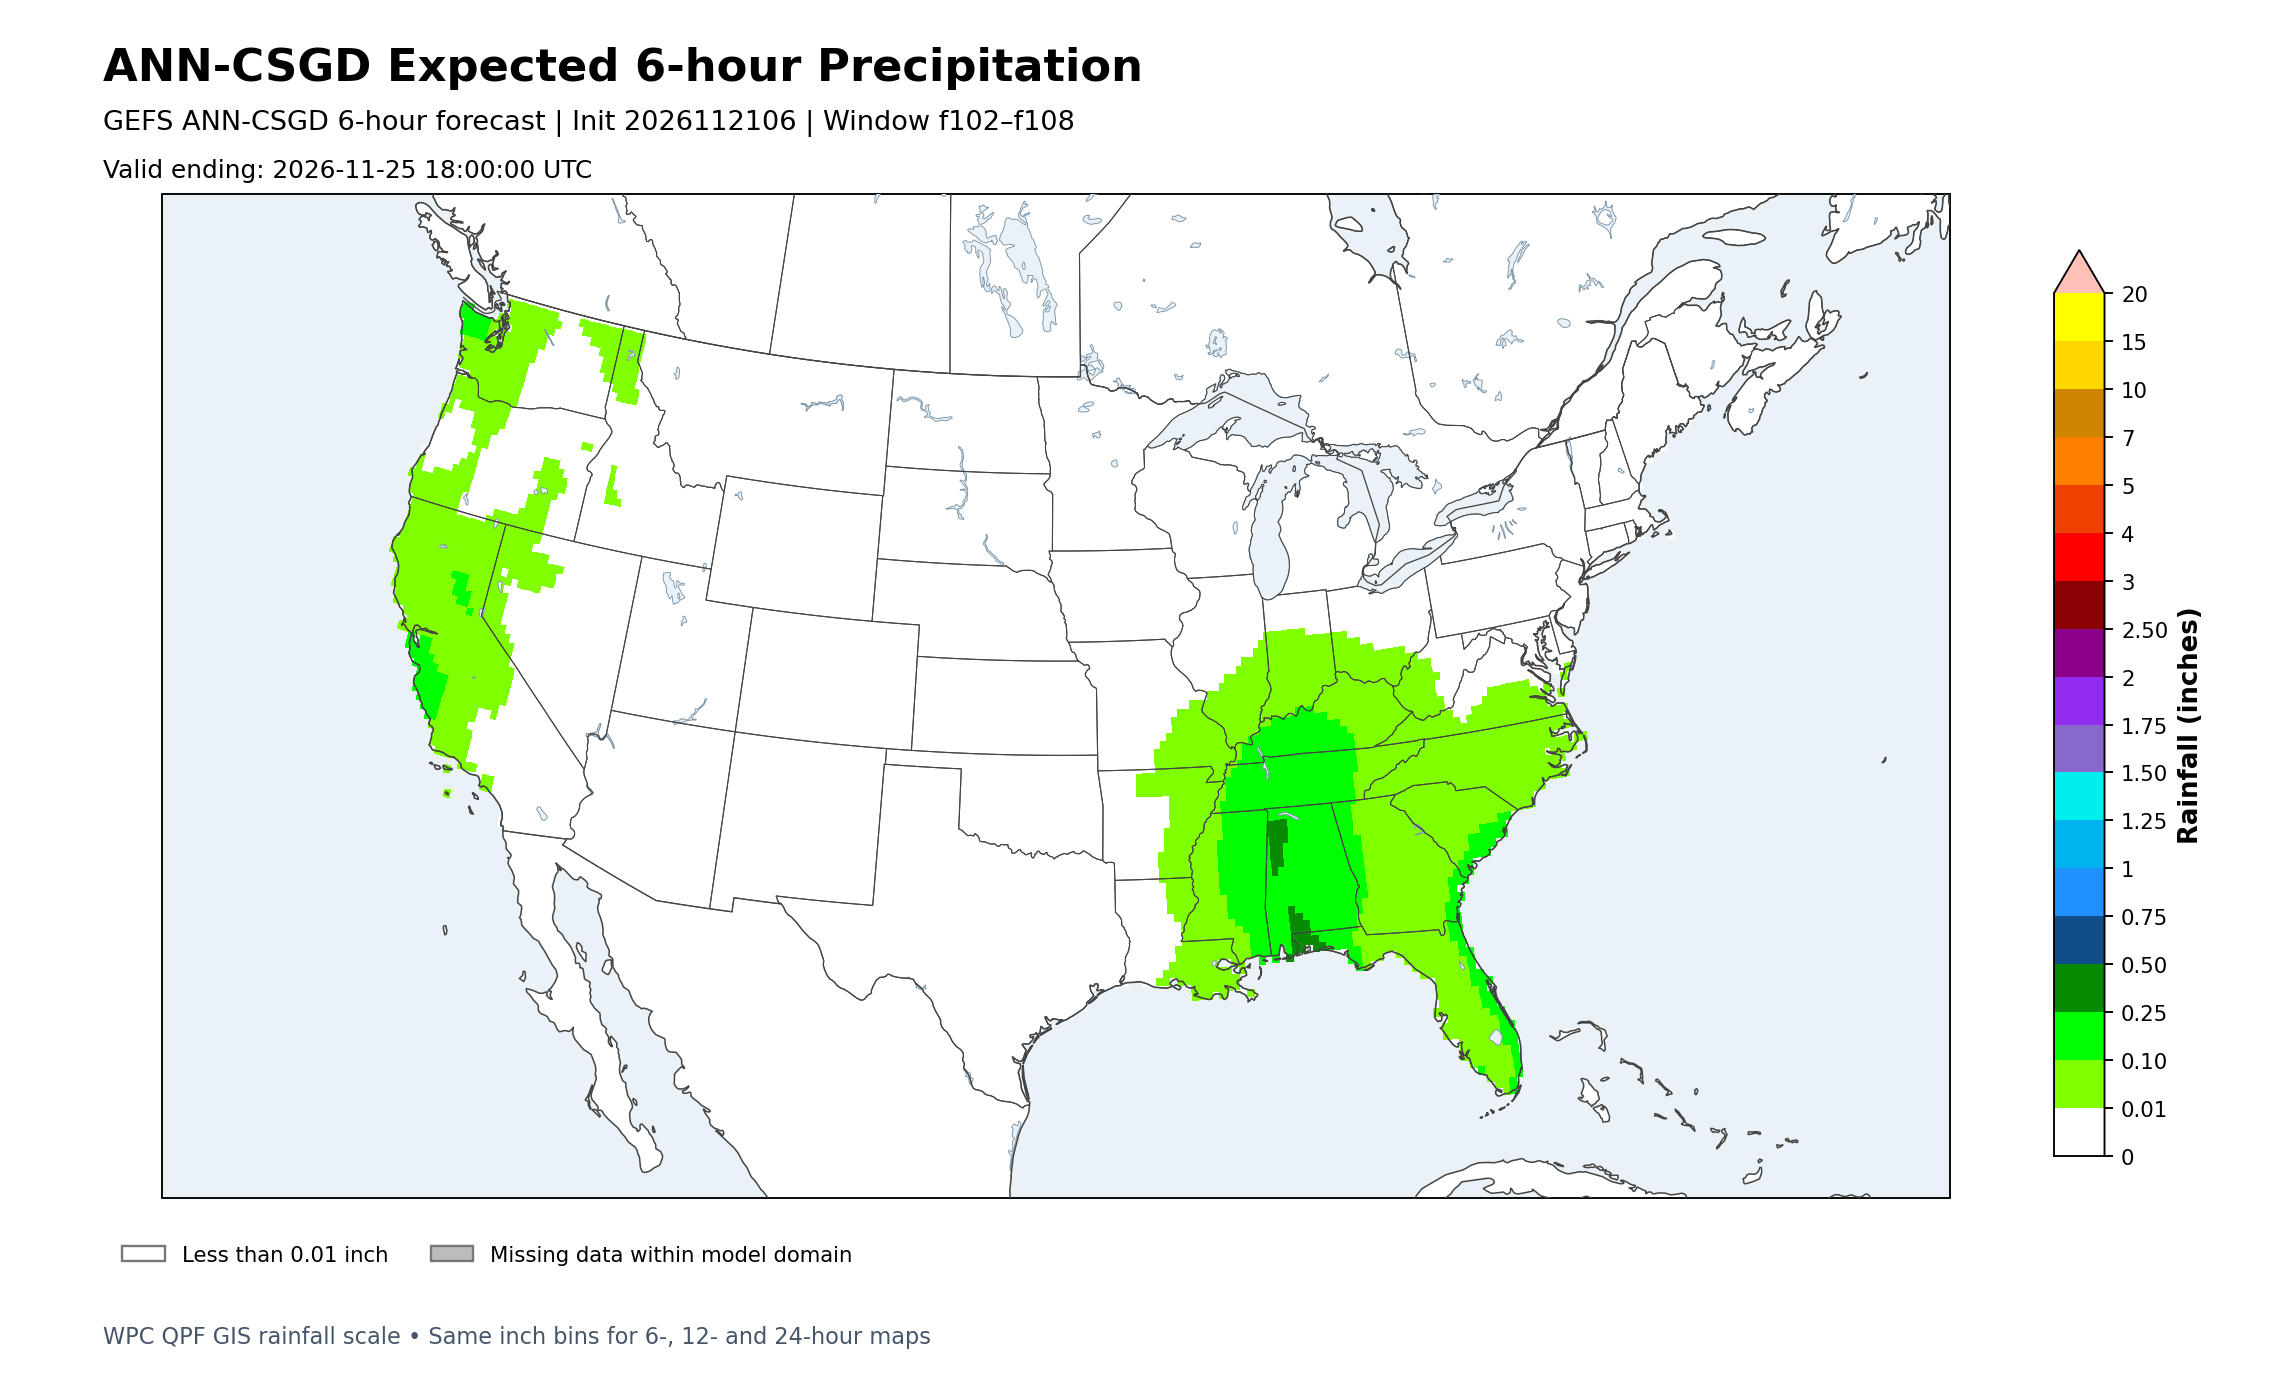 ANN-CSGD Expected 6-hour Precipitation
GEFS ANN-CSGD 6-hour forecast | Init 2026112106 | Window f102–f108
Valid ending: 2026-11-25 18:00:00 UTC
20
15
10
7
5
4
3
2.50
2
1.75
1.50
1.25
1
0.75
0.50
0.25
0.10
0.01
0
Rainfall (inches)
Less than 0.01 inch
Missing data within model domain
WPC QPF GIS rainfall scale • Same inch bins for 6-, 12- and 24-hour maps